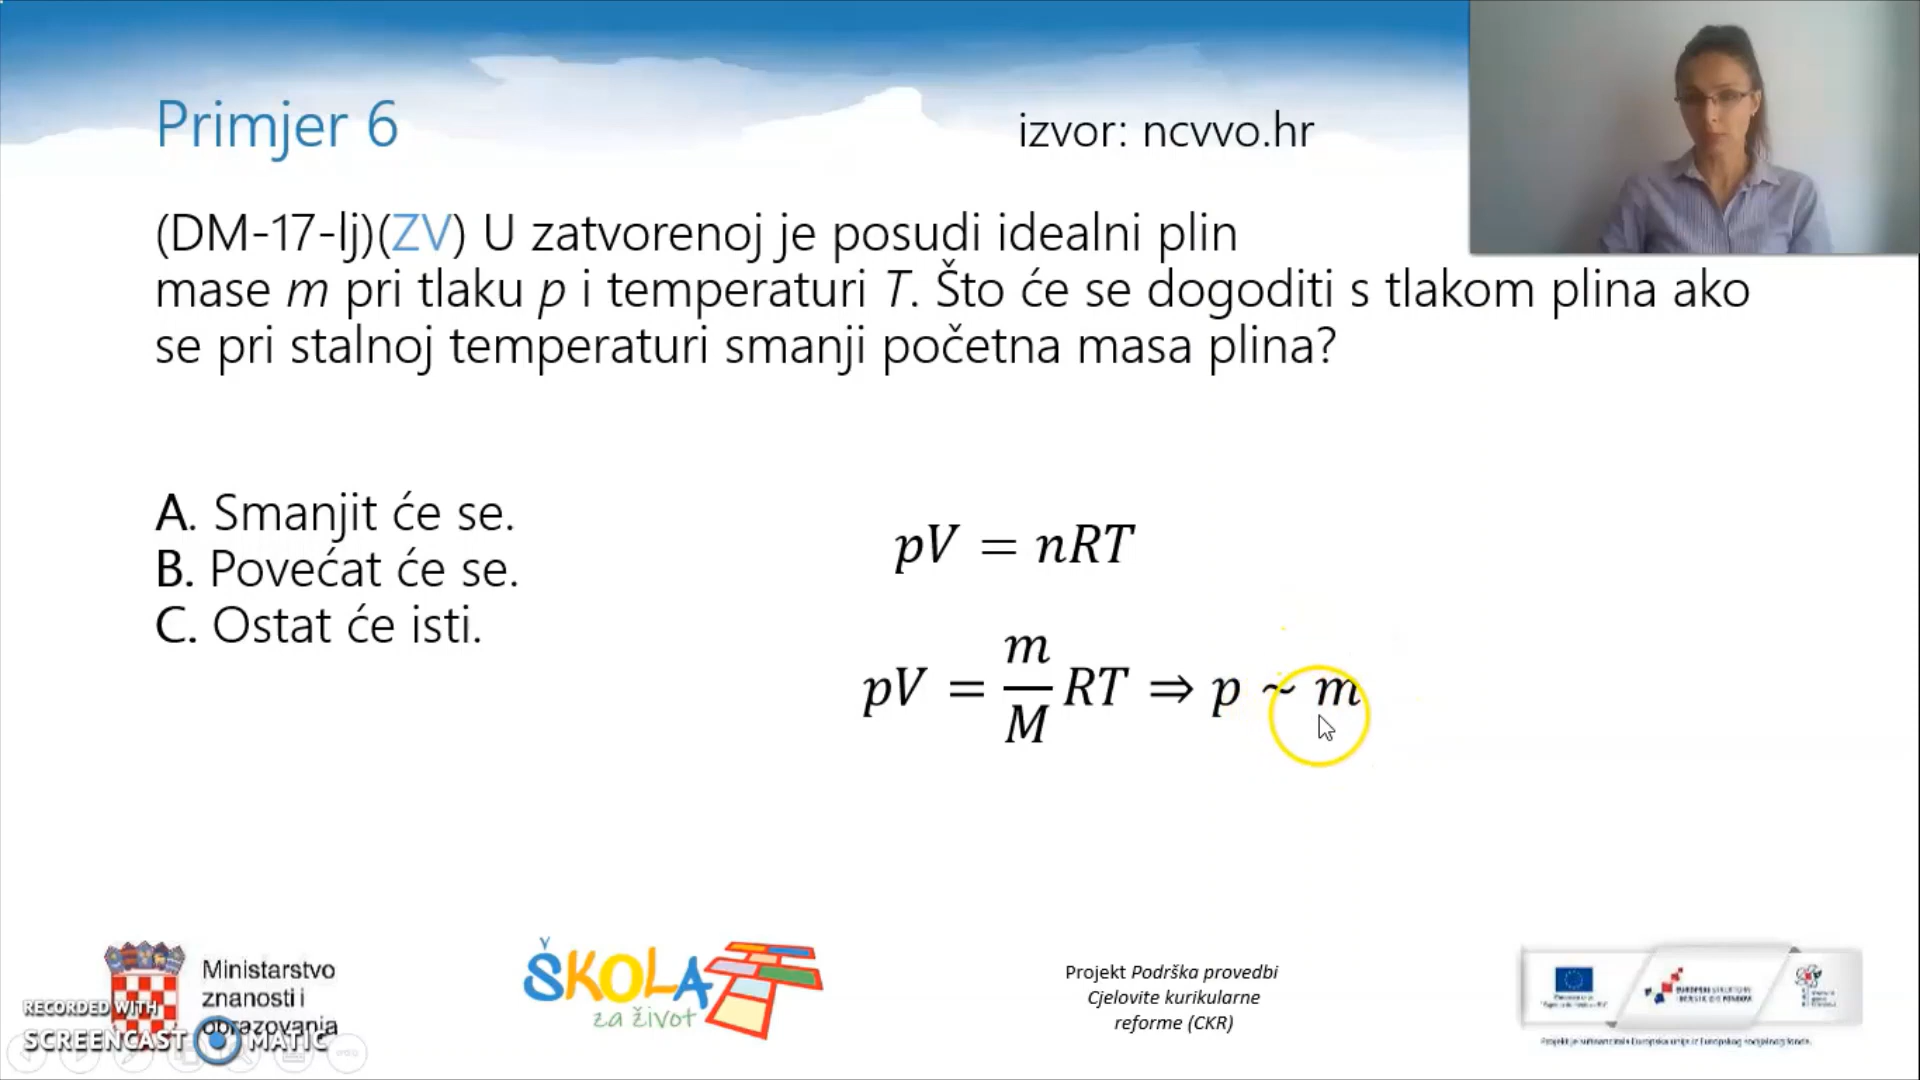 Primjer 6
izvor: ncvvo.hr
(DM-17-lj)(ZV) U zatvorenoj je posudi idealni plin
mase m pri tlaku p i temperaturi T. Što će se dogoditi s tlakom plina ako
se pri stalnoj temperaturi smanji početna masa plina?
A. Smanjit će se.
B. Povećat će se.
C. Ostat će isti.
pV = nRT
pV = m/M RT ⇒ p ~ m
Ministarstvo
znanosti i
obrazovanja
ŠKOLA
za život
Projekt Podrška provedbi
Cjelovite kurikularne
reforme (CKR)
RECORDED WITH
SCREENCAST MATIC